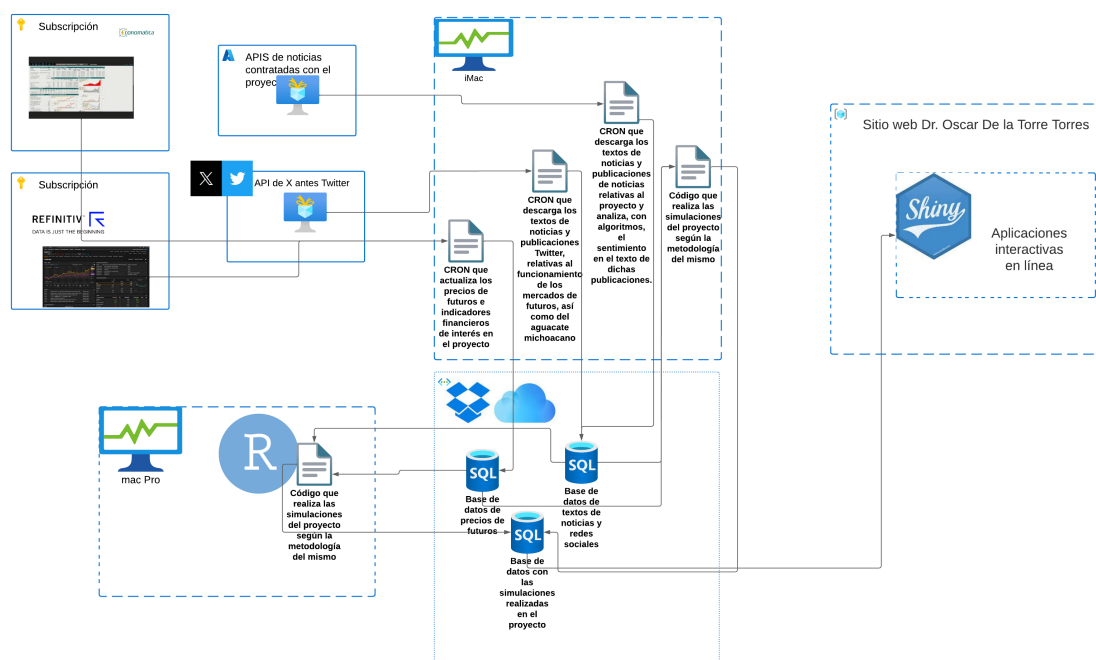 Subscripción
economatica
Subscripción
REFINITIV
DATA IS JUST THE BEGINNING
APIS de noticias
contratadas con el
proyec
API de X antes Twitter
iMac
CRON que
actualiza los
precios de
futuros e
indicadores
financieros
de interés en
el proyecto
CRON que
descarga los
textos de
noticias y
publicaciones
Twitter,
relativas al
funcionamiento
de los
mercados de
futuros, así
como del
aguacate
michoacano
CRON que
descarga los
textos de
noticias y
publicaciones
de noticias
relativas al
proyecto y
analiza, con
algoritmos,
el
sentimiento
en el texto de
dichas
publicaciones.
Código que
realiza las
simulaciones
del proyecto
según la
metodología
del mismo
Sitio web Dr. Oscar De la Torre Torres
Shiny
Aplicaciones
interactivas
en línea
mac Pro
R
Código que
realiza las
simulaciones
del proyecto
según la
metodología
del mismo
SQL
Base de
datos de
precios de
futuros
SQL
Base de
datos de
textos de
noticias y
redes
sociales
SQL
Base de
datos con
las
simulaciones
realizadas
en el
proyecto